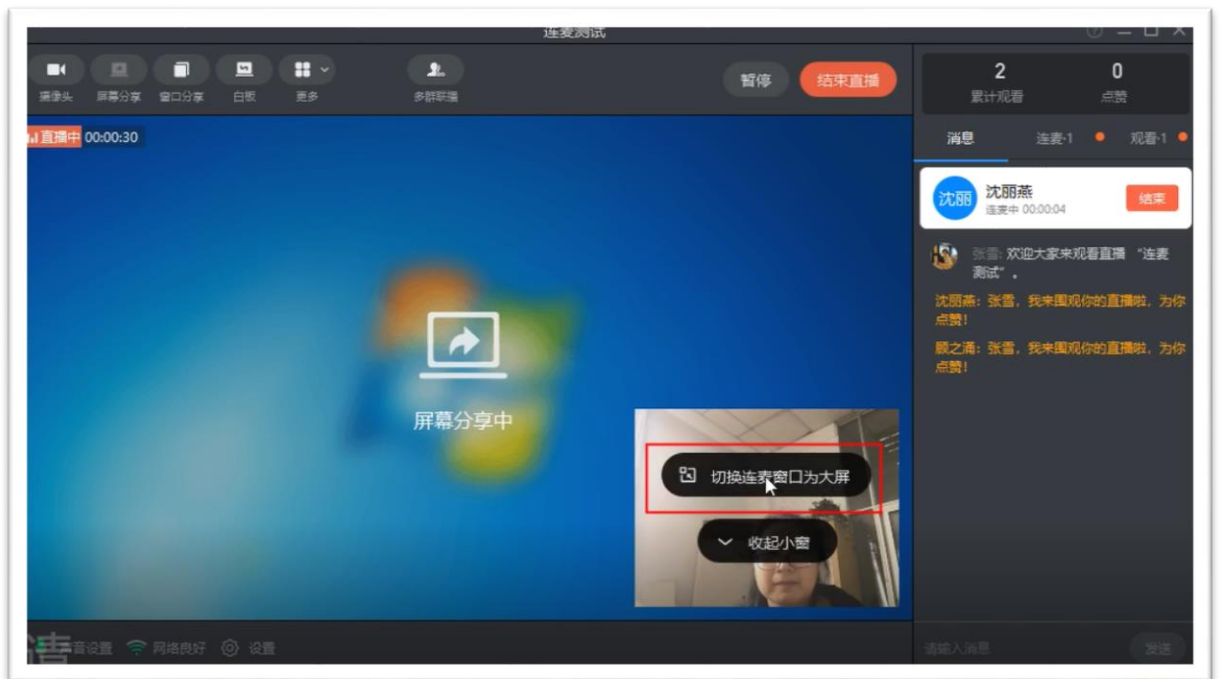 连麦测试
摄像头 屏幕分享 窗口分享 白板 更多 多群联播 暂停 结束直播
直播中 00:00:30
2 0
累计观看 点赞
消息 连麦·1 观看·1
沈丽 沈丽燕
连麦中 00:00:04
结束
张雪: 欢迎大家来观看直播 “连麦
测试” 。
沈丽燕: 张雪, 我来围观你的直播啦, 为你
点赞!
顾之涌: 张雪, 我来围观你的直播啦, 为你
点赞!
屏幕分享中
切换连麦窗口为大屏
收起小窗
音设置 网络良好 设置
请输入消息 发送